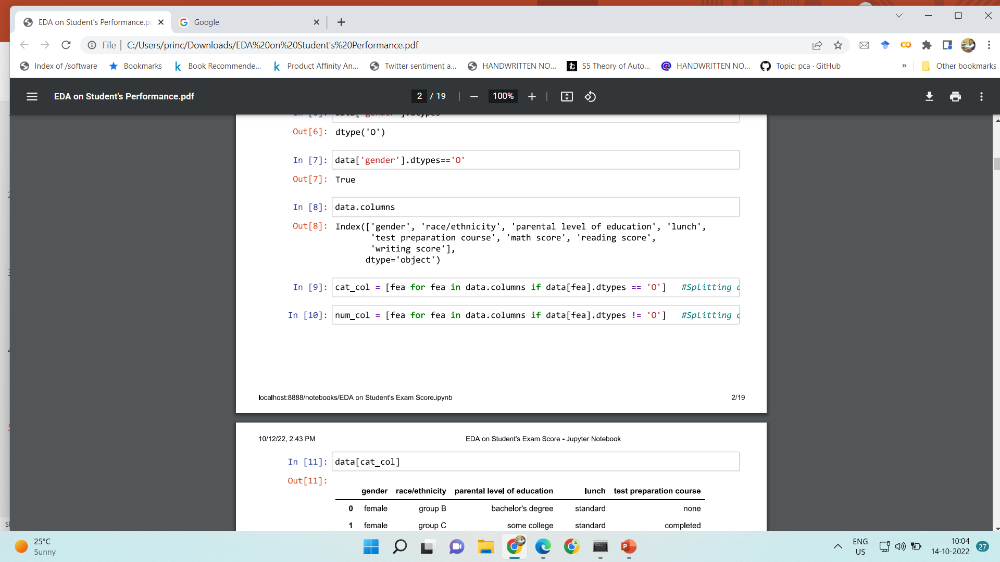 EDA on Student's Performance.pd
Google
File
C:/Users/princ/Downloads/EDA%20on%20Student's%20Performance.pdf
Index of /software
Bookmarks
Book Recommende...
Product Affinity An...
Twitter sentiment a...
HANDWRITTEN NO...
S5 Theory of Auto...
HANDWRITTEN NO...
Topic: pca · GitHub
»
Other bookmarks
EDA on Student's Performance.pdf
2 / 19
100%
Out[6]: dtype('O')
In [7]: data['gender'].dtypes=='O'
Out[7]: True
In [8]: data.columns
Out[8]: Index(['gender', 'race/ethnicity', 'parental level of education', 'lunch',
'test preparation course', 'math score', 'reading score',
'writing score'],
dtype='object')
In [9]: cat_col = [fea for fea in data.columns if data[fea].dtypes == 'O'] #Splitting
In [10]: num_col = [fea for fea in data.columns if data[fea].dtypes != 'O'] #Splitting
localhost:8888/notebooks/EDA on Student's Exam Score.ipynb
2/19
10/12/22, 2:43 PM
EDA on Student's Exam Score - Jupyter Notebook
In [11]: data[cat_col]
Out[11]:
gender race/ethnicity parental level of education lunch test preparation course
0 female group B bachelor's degree standard none
1 female group C some college standard completed
25°C
Sunny
ENG
US
10:04
14-10-2022
27